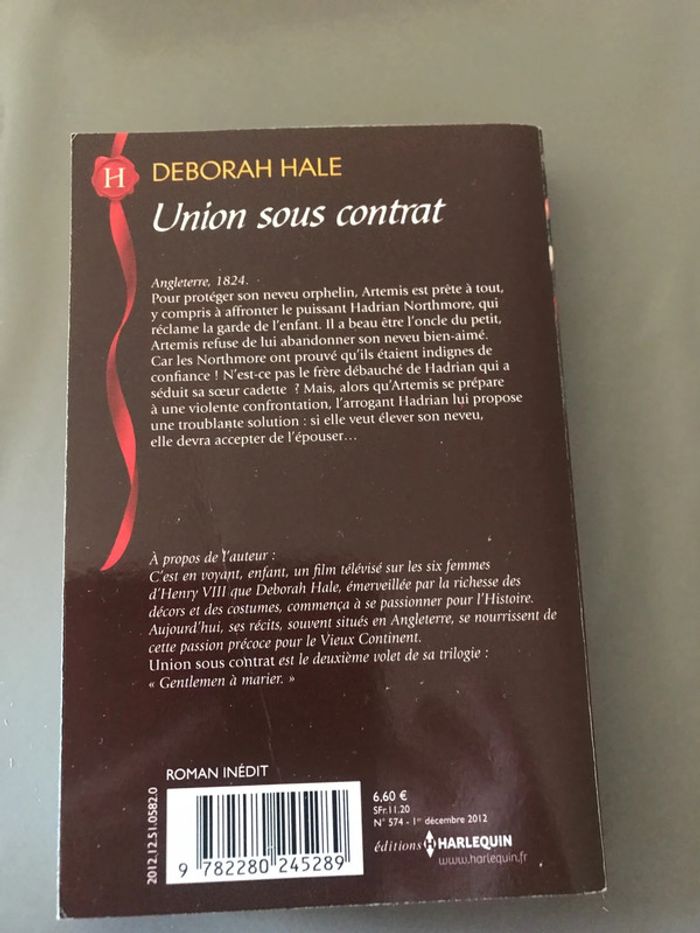 H
DEBORAH HALE
Union sous contrat
Angleterre, 1824.
Pour protéger son neveu orphelin, Artemis est prête à tout,
y compris à affronter le puissant Hadrian Northmore, qui
réclame la garde de l'enfant. Il a beau être l'oncle du petit,
Artemis refuse de lui abandonner son neveu bien-aimé.
Car les Northmore ont prouvé qu'ils étaient indignes de
confiance ! N'est-ce pas le frère débauché de Hadrian qui a
séduit sa sœur cadette ? Mais, alors qu'Artemis se prépare
à une violente confrontation, l'arrogant Hadrian lui propose
une troublante solution : si elle veut élever son neveu,
elle devra accepter de l'épouser...
À propos de l'auteur :
C'est en voyant, enfant, un film télévisé sur les six femmes
d'Henry VIII que Deborah Hale, émerveillée par la richesse des
décors et des costumes, commença à se passionner pour l'Histoire.
Aujourd'hui, ses récits, souvent situés en Angleterre, se nourrissent de
cette passion précoce pour le Vieux Continent.
Union sous contrat est le deuxième volet de sa trilogie :
« Gentlemen à marier. »
ROMAN INÉDIT
2012.12.51.0582.0
9 782280 245289
6,60 €
SFr.11.20
N° 574 - 1er décembre 2012
éditions H HARLEQUIN
www.harlequin.fr